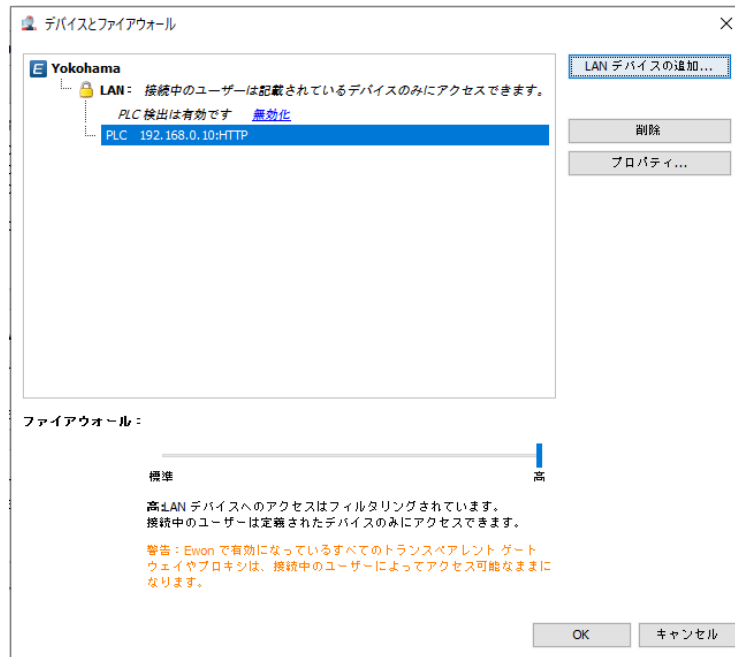 デバイスとファイアウォール
Yokohama
LAN： 接続中のユーザーは記載されているデバイスのみにアクセスできます。
PLC 検出は有効です 無効化
PLC 192.168.0.10:HTTP
LAN デバイスの追加...
削除
プロパティ...
ファイアウォール：
標準
高
高:LAN デバイスへのアクセスはフィルタリングされています。
接続中のユーザーは定義されたデバイスのみにアクセスできます。
警告：Ewon で有効になっているすべてのトランスペアレント ゲート
ウェイやプロキシは、接続中のユーザーによってアクセス可能なままに
なります。
OK
キャンセル